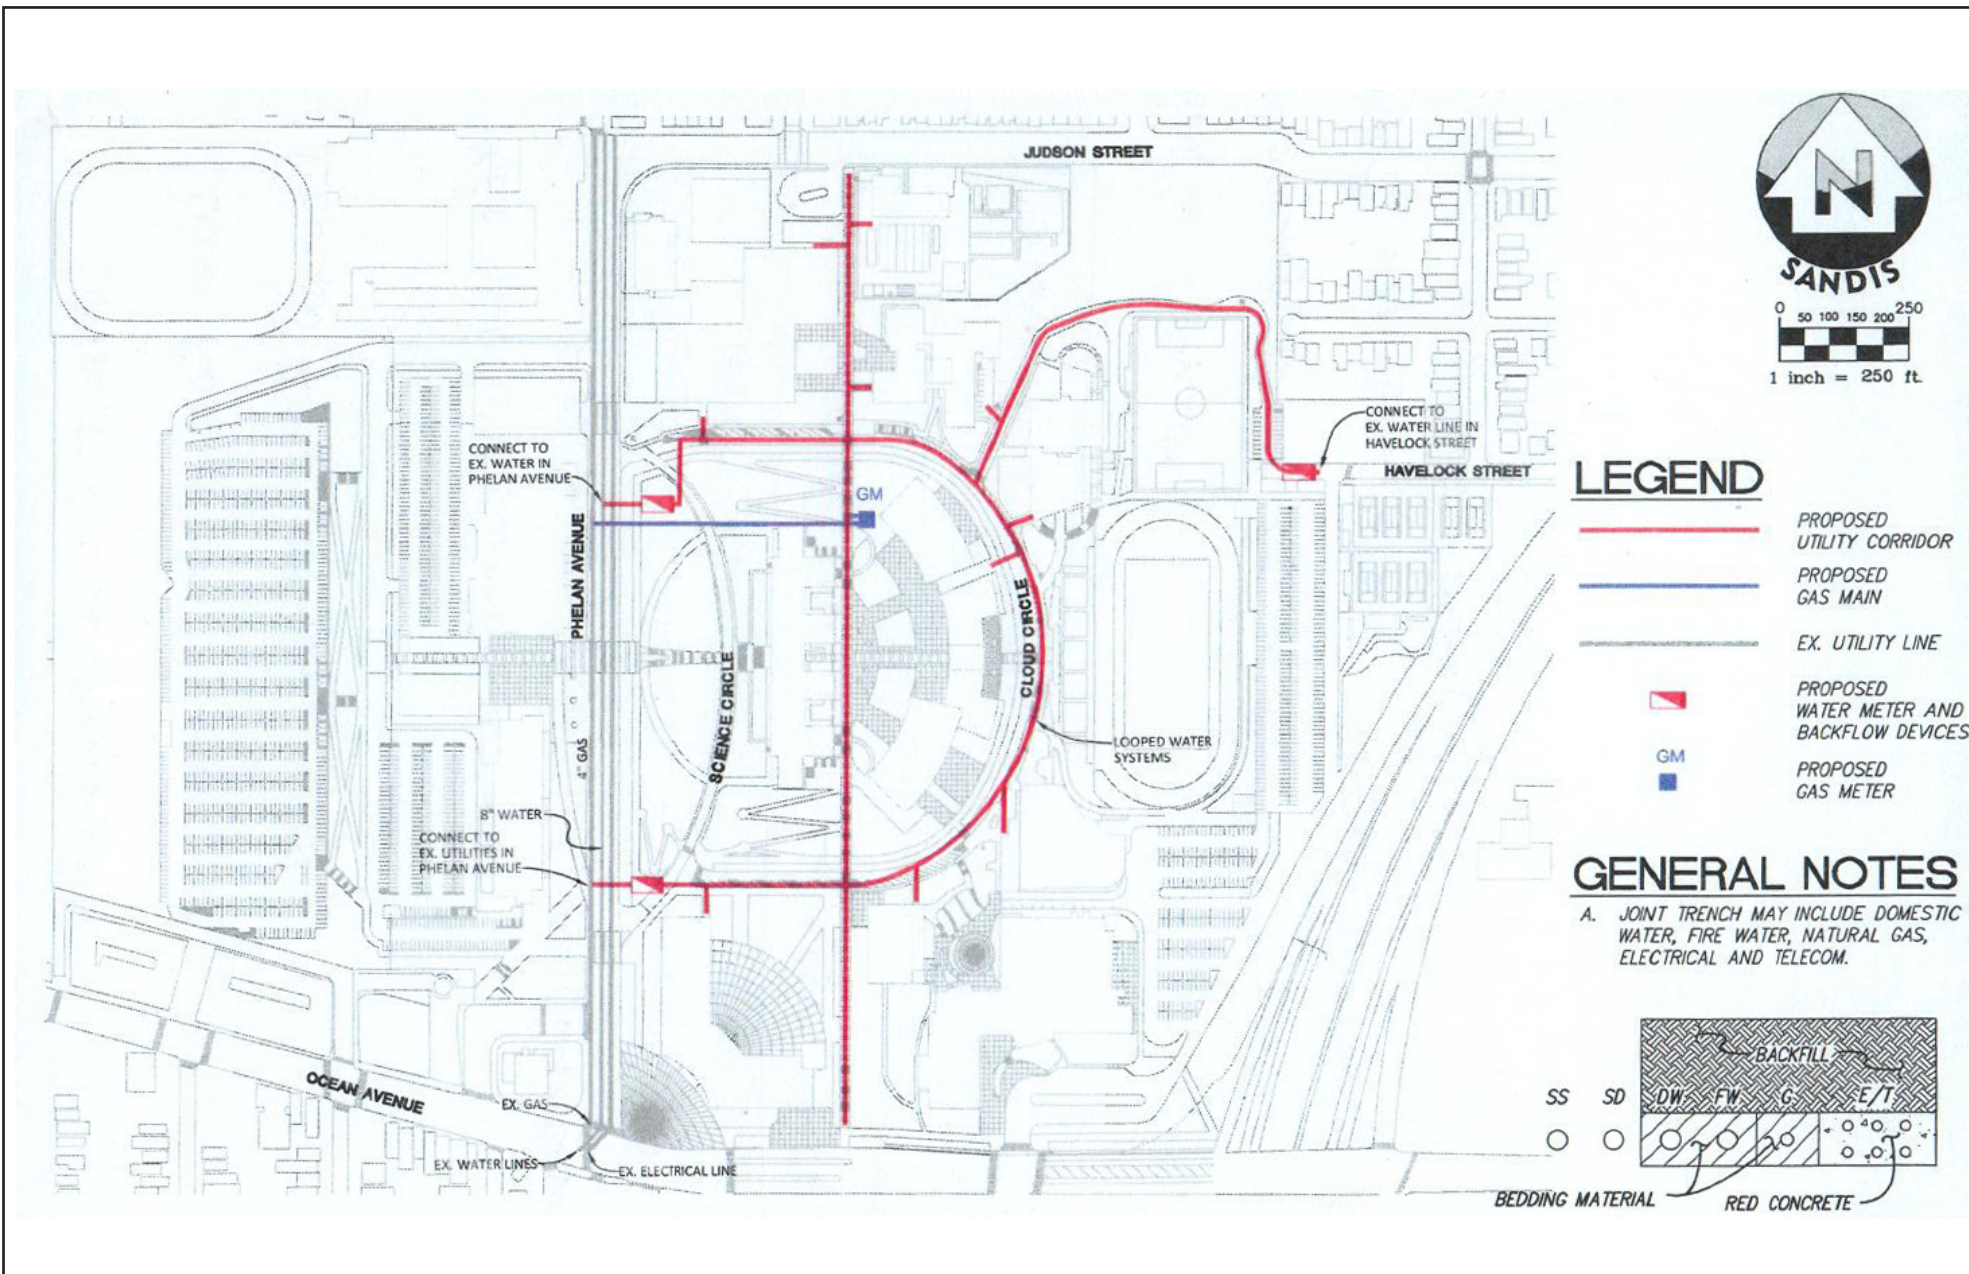 JUDSON STREET
N
SANDIS
0 50 100 150 200 250
1 inch = 250 ft.
CONNECT TO
EX. WATER LINE IN
HAVELOCK STREET
HAVELOCK STREET
CONNECT TO
EX. WATER IN
PHELAN AVENUE
GM
PHELAN AVENUE
SCIENCE CIRCLE
CLOUD CIRCLE
LOOPED WATER
SYSTEMS
4" GAS
8" WATER
CONNECT TO
EX. UTILITIES IN
PHELAN AVENUE
OCEAN AVENUE
EX. GAS
EX. WATER LINES
EX. ELECTRICAL LINE
LEGEND
PROPOSED
UTILITY CORRIDOR
PROPOSED
GAS MAIN
EX. UTILITY LINE
PROPOSED
WATER METER AND
BACKFLOW DEVICES
GM
PROPOSED
GAS METER
GENERAL NOTES
A. JOINT TRENCH MAY INCLUDE DOMESTIC
WATER, FIRE WATER, NATURAL GAS,
ELECTRICAL AND TELECOM.
BACKFILL
SS SD DW FW G E/T
BEDDING MATERIAL
RED CONCRETE